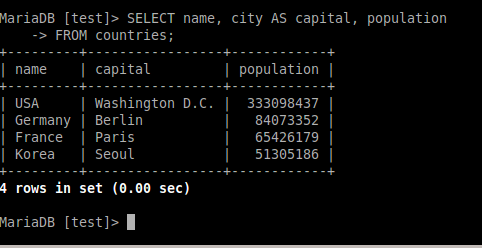 MariaDB [test]> SELECT name, city AS capital, population
    -> FROM countries;
+---------+-----------------+------------+
| name    | capital         | population |
+---------+-----------------+------------+
| USA     | Washington D.C. |  333098437 |
| Germany | Berlin          |   84073352 |
| France  | Paris           |   65426179 |
| Korea   | Seoul           |   51305186 |
+---------+-----------------+------------+
4 rows in set (0.00 sec)
MariaDB [test]>